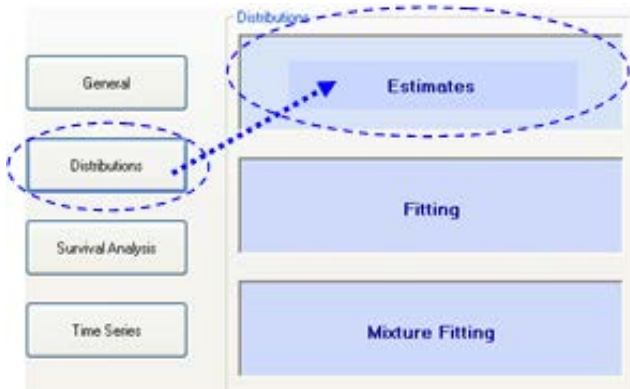 General
Distributions
Survival Analysis
Time Series
Distributions
Estimates
Fitting
Mixture Fitting